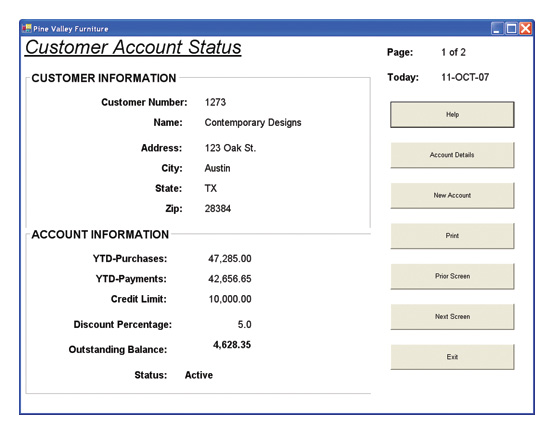 Pine Valley Furniture
Customer Account Status
Page: 1 of 2
Today: 11-OCT-07
CUSTOMER INFORMATION
Customer Number: 1273
Name: Contemporary Designs
Address: 123 Oak St.
City: Austin
State: TX
Zip: 28384
ACCOUNT INFORMATION
YTD-Purchases: 47,285.00
YTD-Payments: 42,656.65
Credit Limit: 10,000.00
Discount Percentage: 5.0
Outstanding Balance: 4,628.35
Status: Active
Help
Account Details
New Account
Print
Prior Screen
Next Screen
Exit